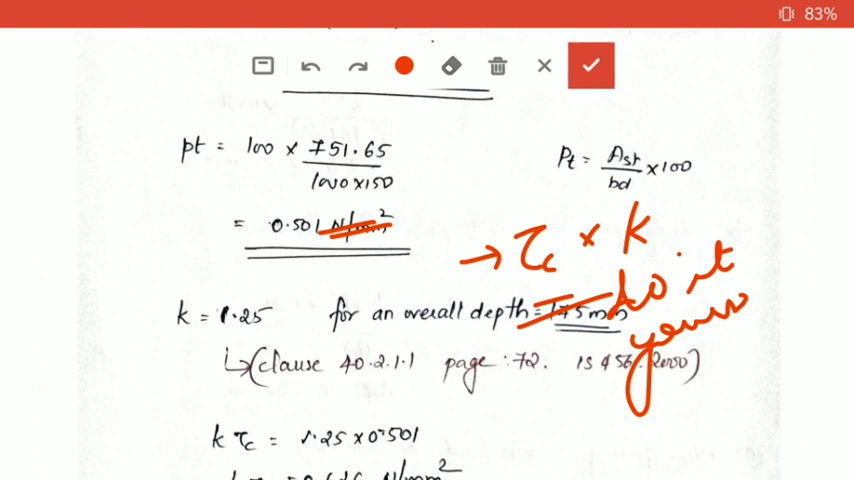 83%
pt = 100 × 751.65 / 1000×150
Pt = Ast / bd × 100
= 0.501 N/mm²
→ τc × k
do it
k = 1.25 for an overall depth = 175mm
yours
↳ (clause 40.2.1.1 page : 72. IS 456 : 2000)
k τc = 1.25 × 0.501
N/mm²